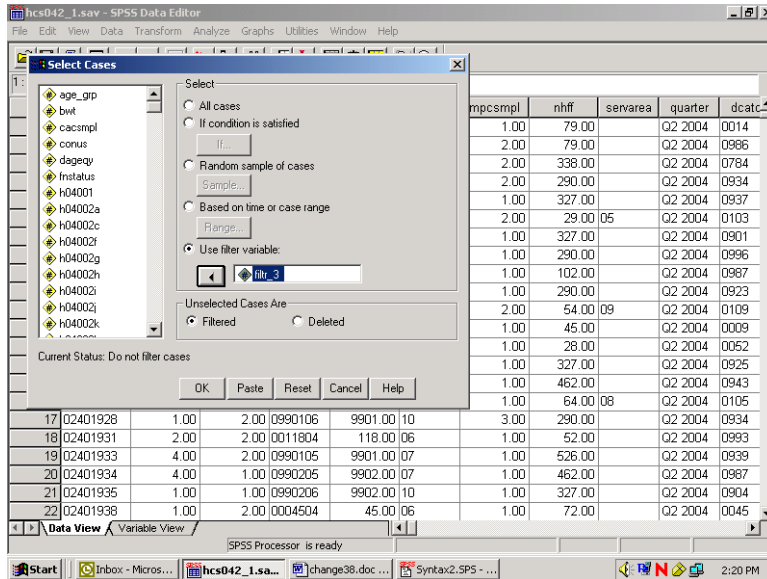 hcs042_1.sav - SPSS Data Editor
File Edit View Data Transform Analyze Graphs Utilities Window Help
Select Cases
1 :
age_grp
bwt
cacsmpl
conus
dageqy
fnstatus
h04001
h04002a
h04002c
h04002f
h04002g
h04002h
h04002i
h04002j
h04002k
Select
All cases
If condition is satisfied
If...
Random sample of cases
Sample...
Based on time or case range
Range...
Use filter variable:
filtr_3
Unselected Cases Are
Filtered Deleted
Current Status: Do not filter cases
OK Paste Reset Cancel Help
mpcsmpl nhff servarea quarter dcatc
1.00 79.00 Q2 2004 0014
2.00 79.00 Q2 2004 0986
2.00 338.00 Q2 2004 0784
2.00 290.00 Q2 2004 0934
1.00 327.00 Q2 2004 0937
2.00 29.00 05 Q2 2004 0103
1.00 327.00 Q2 2004 0901
1.00 290.00 Q2 2004 0996
1.00 102.00 Q2 2004 0987
1.00 290.00 Q2 2004 0923
2.00 54.00 09 Q2 2004 0109
1.00 45.00 Q2 2004 0009
1.00 28.00 Q2 2004 0052
1.00 327.00 Q2 2004 0925
1.00 462.00 Q2 2004 0943
1.00 64.00 08 Q2 2004 0105
17 02401928 1.00 2.00 0990106 9901.00 10 3.00 290.00 Q2 2004 0934
18 02401931 2.00 2.00 0011804 118.00 06 1.00 52.00 Q2 2004 0993
19 02401933 4.00 2.00 0990105 9901.00 07 1.00 526.00 Q2 2004 0939
20 02401934 4.00 1.00 0990205 9902.00 07 1.00 462.00 Q2 2004 0987
21 02401935 1.00 1.00 0990206 9902.00 10 1.00 327.00 Q2 2004 0904
22 02401938 1.00 2.00 0004504 45.00 06 1.00 72.00 Q2 2004 0045
Data View Variable View
SPSS Processor is ready
Start Inbox - Micros... hcs042_1.sa... change38.doc ... Syntax2.SPS - ... 2:20 PM